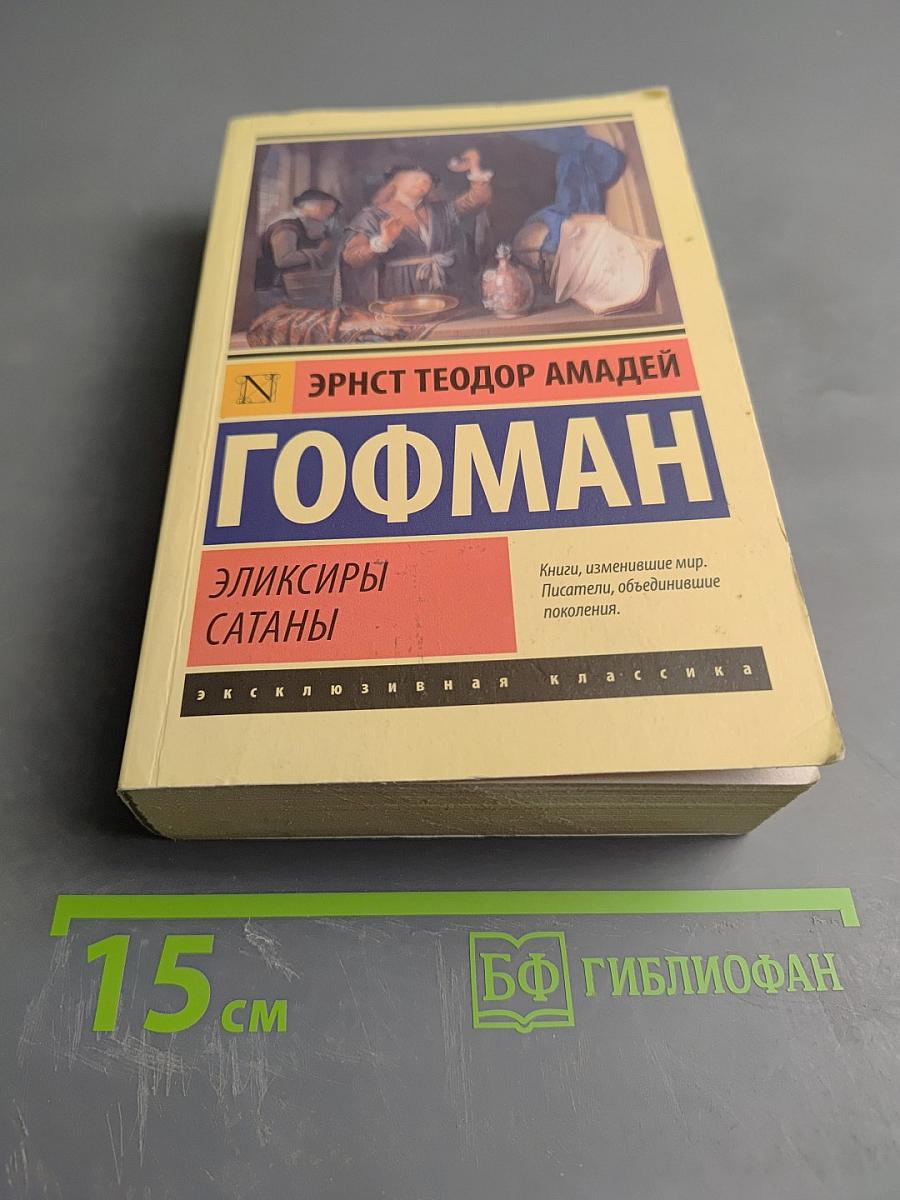 N ЭРНСТ ТЕОДОР АМАДЕЙ
ГОФМАН
ЭЛИКСИРЫ
САТАНЫ
Книги, изменившие мир.
Писатели, объединившие
поколения.
эксклюзивная классика
15 см
БФ ГИБЛИОФАН